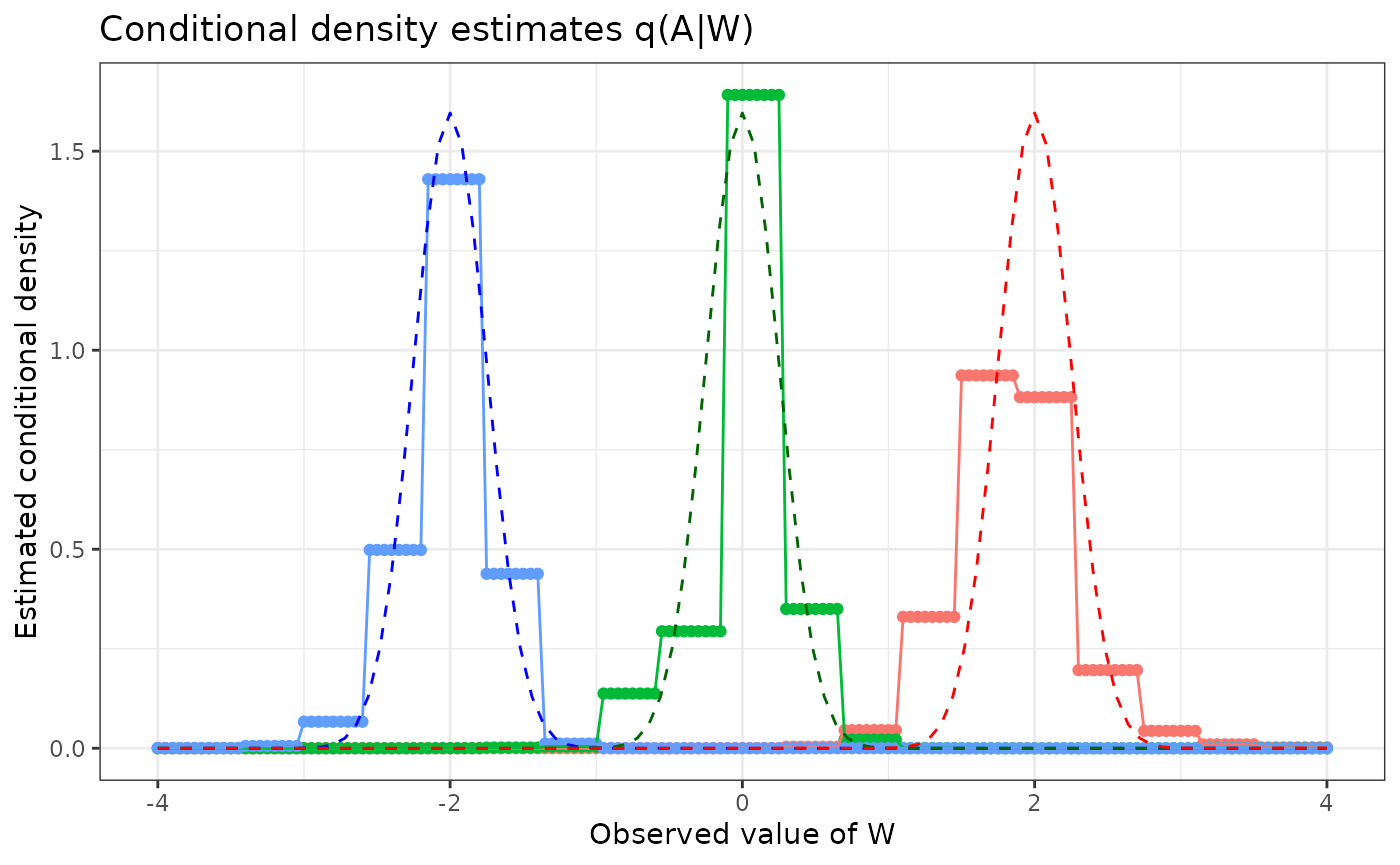 Conditional density estimates q(A|W)
Estimated conditional density
1.5
1.0
0.5
0.0
-4 -2 0 2 4
Observed value of W